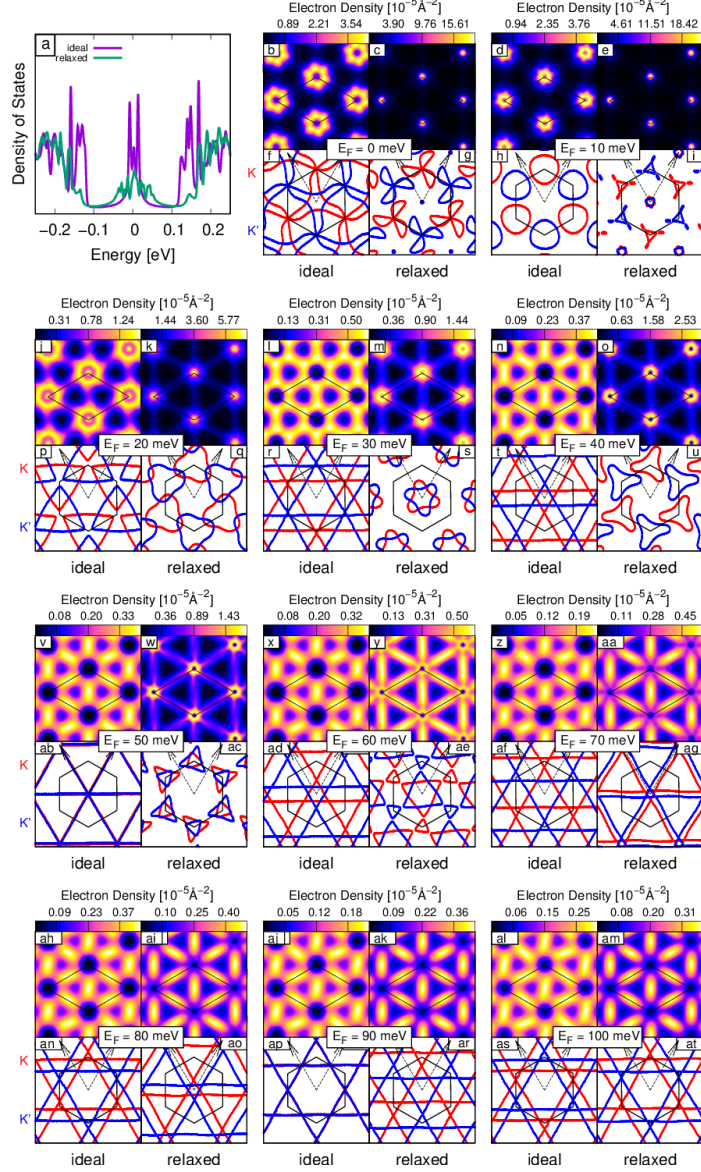 Electron Density [10⁻⁵Å⁻²] Electron Density [10⁻⁵Å⁻²]
0.89 2.21 3.54 3.90 9.76 15.61 0.94 2.35 3.76 4.61 11.51 18.42
a ideal relaxed
b c d e
Density of States
E_F = 0 meV E_F = 10 meV
f g h i
K
K'
−0.2 −0.1 0 0.1 0.2
Energy [eV]
ideal relaxed ideal relaxed
Electron Density [10⁻⁵Å⁻²] Electron Density [10⁻⁵Å⁻²] Electron Density [10⁻⁵Å⁻²]
0.31 0.78 1.24 1.44 3.60 5.77 0.13 0.31 0.50 0.36 0.90 1.44 0.09 0.23 0.37 0.63 1.58 2.53
j k l m n o
E_F = 20 meV E_F = 30 meV E_F = 40 meV
p q r s t u
K
K'
ideal relaxed ideal relaxed ideal relaxed
Electron Density [10⁻⁵Å⁻²] Electron Density [10⁻⁵Å⁻²] Electron Density [10⁻⁵Å⁻²]
0.08 0.20 0.33 0.36 0.89 1.43 0.08 0.20 0.32 0.13 0.31 0.50 0.05 0.12 0.19 0.11 0.28 0.45
v w x y z aa
E_F = 50 meV E_F = 60 meV E_F = 70 meV
ab ac ad ae af ag
K
K'
ideal relaxed ideal relaxed ideal relaxed
Electron Density [10⁻⁵Å⁻²] Electron Density [10⁻⁵Å⁻²] Electron Density [10⁻⁵Å⁻²]
0.09 0.23 0.37 0.10 0.25 0.40 0.05 0.12 0.18 0.09 0.22 0.36 0.06 0.15 0.25 0.08 0.20 0.31
ah ai aj ak al am
E_F = 80 meV E_F = 90 meV E_F = 100 meV
an ao ap ar as at
K
K'
ideal relaxed ideal relaxed ideal relaxed